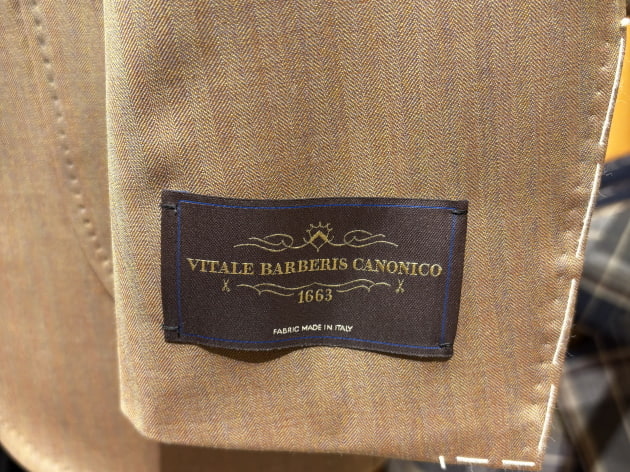 VITALE BARBERIS CANONICO
1663
FABRIC MADE IN ITALY